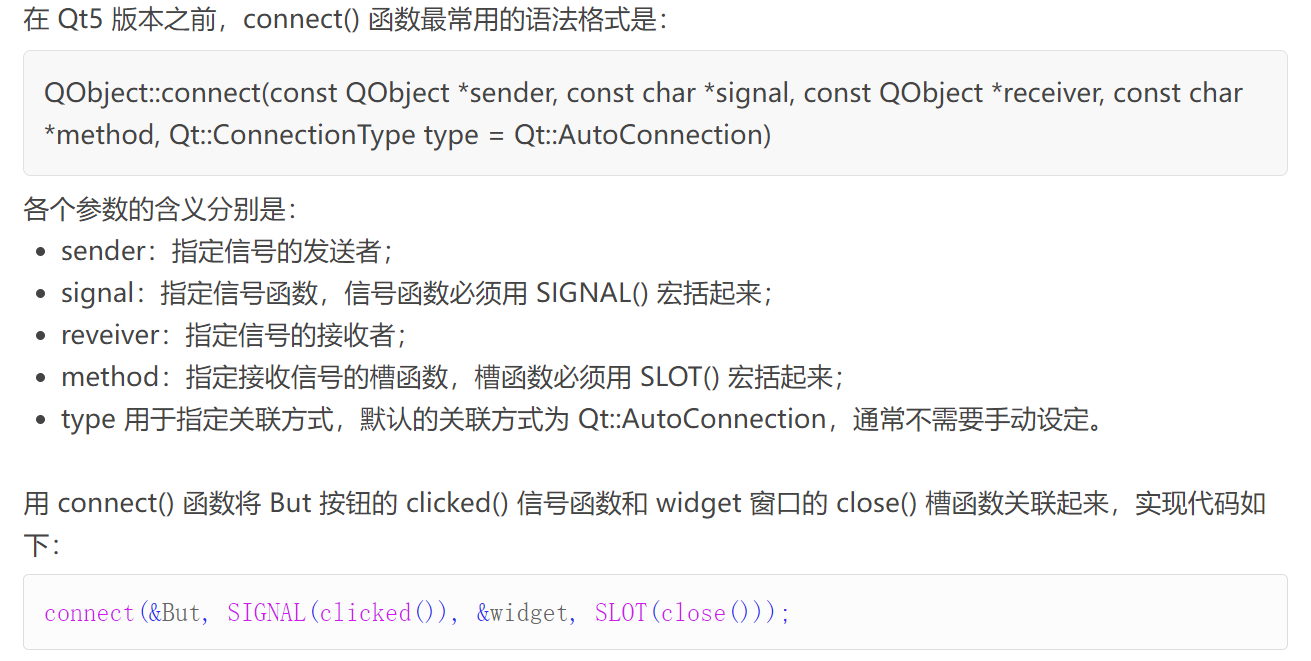 在 Qt5 版本之前，connect() 函数最常用的语法格式是：
QObject::connect(const QObject *sender, const char *signal, const QObject *receiver, const char
*method, Qt::ConnectionType type = Qt::AutoConnection)
各个参数的含义分别是：
• sender：指定信号的发送者；
• signal：指定信号函数，信号函数必须用 SIGNAL() 宏括起来；
• reveiver：指定信号的接收者；
• method：指定接收信号的槽函数，槽函数必须用 SLOT() 宏括起来；
• type 用于指定关联方式，默认的关联方式为 Qt::AutoConnection，通常不需要手动设定。
用 connect() 函数将 But 按钮的 clicked() 信号函数和 widget 窗口的 close() 槽函数关联起来，实现代码如
下：
connect(&But, SIGNAL(clicked()), &widget, SLOT(close()));